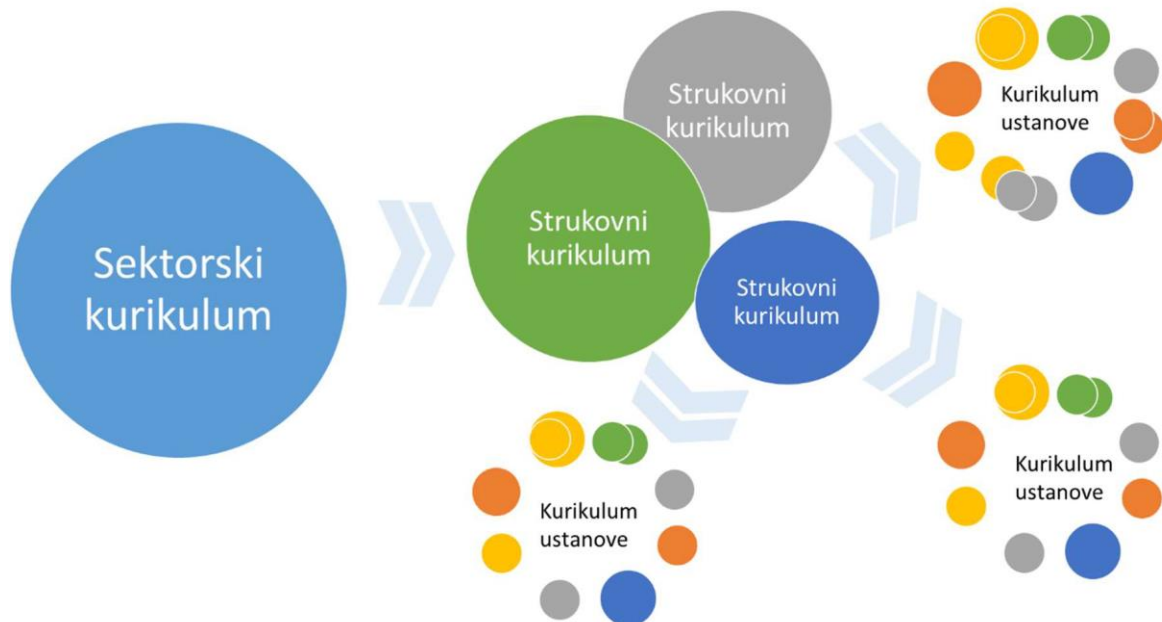 Sektorski
kurikulum
Strukovni
kurikulum
Strukovni
kurikulum
Strukovni
kurikulum
Kurikulum
ustanove
Kurikulum
ustanove
Kurikulum
ustanove